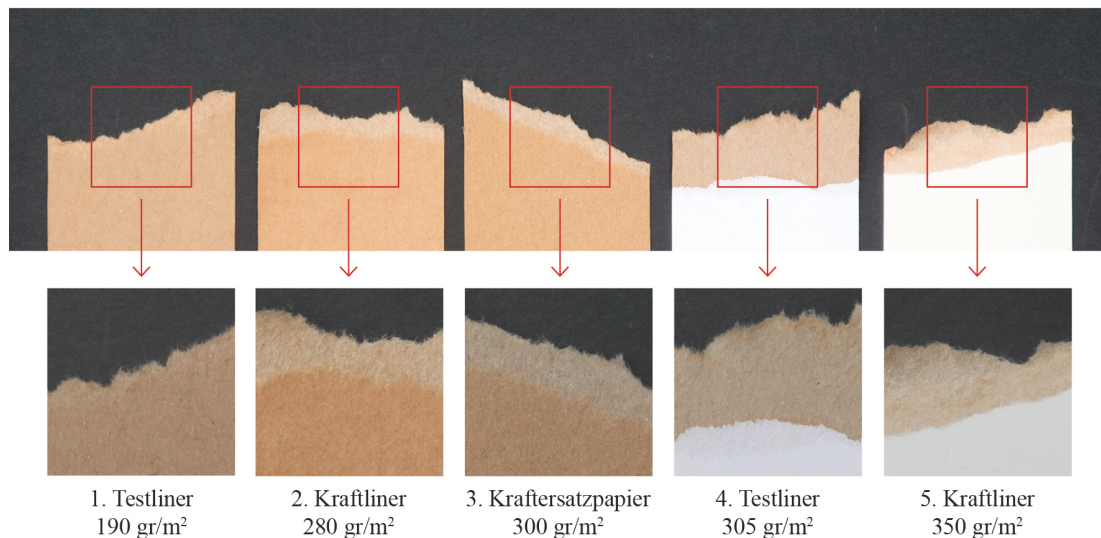 1. Testliner
190 gr/m²
2. Kraftliner
280 gr/m²
3. Kraftersatzpapier
300 gr/m²
4. Testliner
305 gr/m²
5. Kraftliner
350 gr/m²